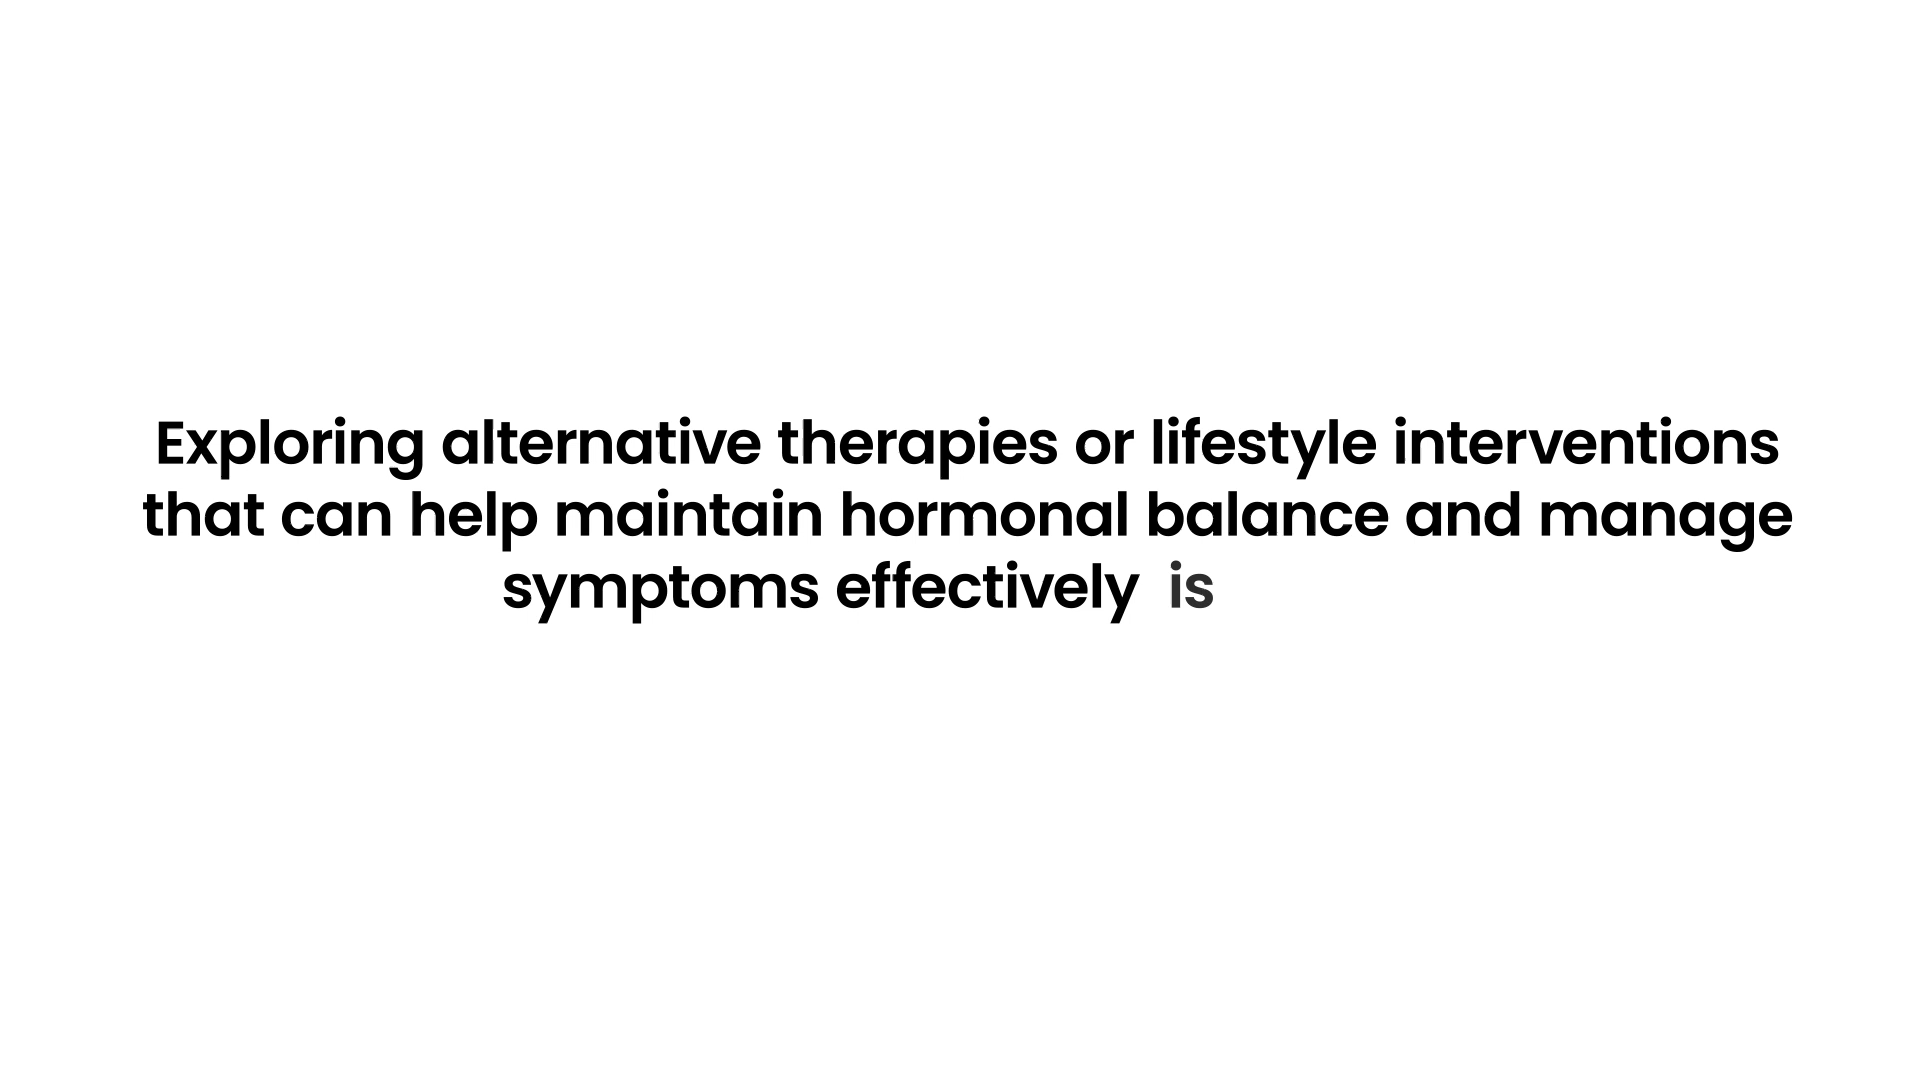 Exploring alternative therapies or lifestyle interventions
that can help maintain hormonal balance and manage
symptoms effectively is